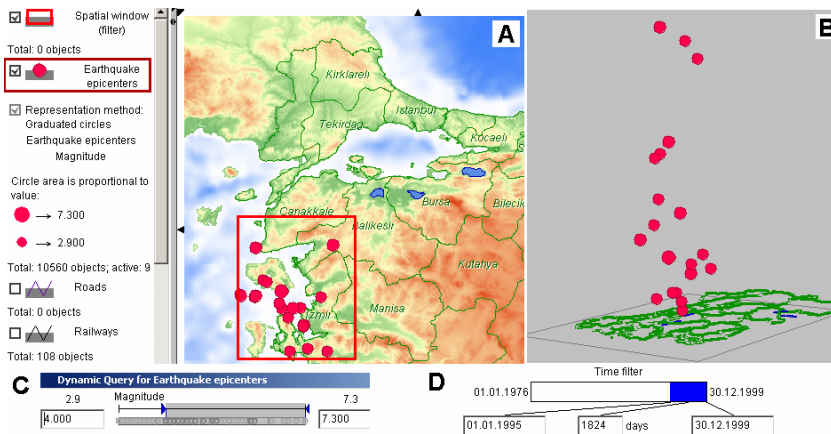 Spatial window
(filter)
Total: 0 objects
Earthquake
epicenters
Representation method:
Graduated circles
Earthquake epicenters
Magnitude
Circle area is proportional to
value:
→ 7.300
→ 2.900
Total: 10560 objects; active: 9
Roads
Total: 0 objects
Railways
Total: 108 objects
A
Kirklareli
Istanbul
Tekirdag
Kocaeli
Canakkale
Bursa
Bilecik
Balikesir
Kutahya
Manisa
Izmir
B
C
Dynamic Query for Earthquake epicenters
2.9 Magnitude 7.3
4.000 7.300
D
Time filter
01.01.1976 30.12.1999
01.01.1995 1824 days 30.12.1999